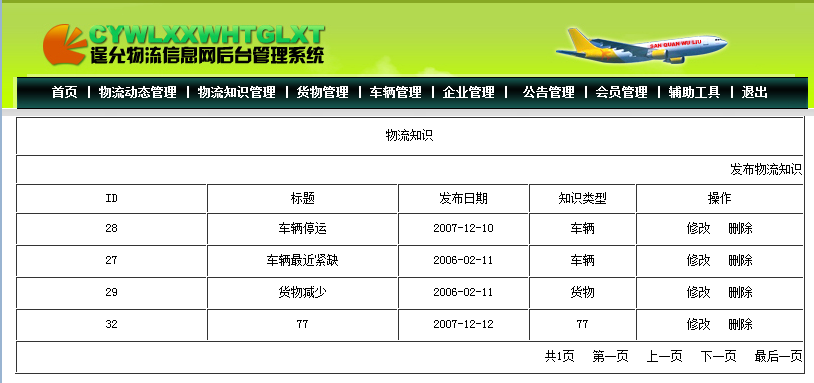 CYWLXXWHTGLXT
逞允物流信息网后台管理系统
SAN QUAN WU LIU
首页 | 物流动态管理 | 物流知识管理 | 货物管理 | 车辆管理 | 企业管理 | 公告管理 | 会员管理 | 辅助工具 | 退出
物流知识
发布物流知识
ID 标题 发布日期 知识类型 操作
28 车辆停运 2007-12-10 车辆 修改 删除
27 车辆最近紧缺 2006-02-11 车辆 修改 删除
29 货物减少 2006-02-11 货物 修改 删除
32 77 2007-12-12 77 修改 删除
共1页 第一页 上一页 下一页 最后一页